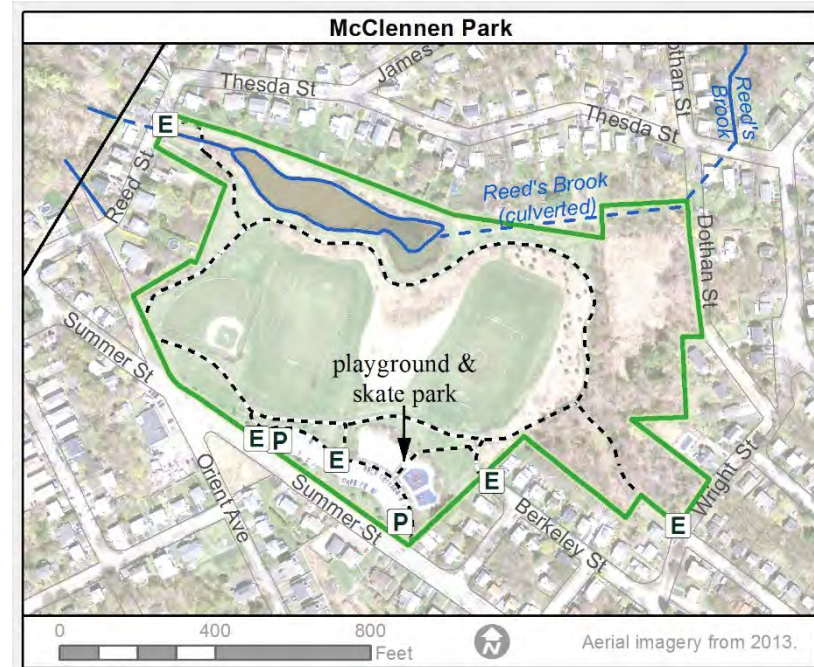 McClennen Park
Thesda St
James S
Dothan St
Reed's
Brook
E
Thesda St
Reed St
Reed's Brook
(culverted)
Dothan St
Summer St
playground &
skate park
E
P
E
E
Orient Ave
Summer St
P
Berkeley St
E
Wright St
0
400
800
Feet
N
Aerial imagery from 2013.